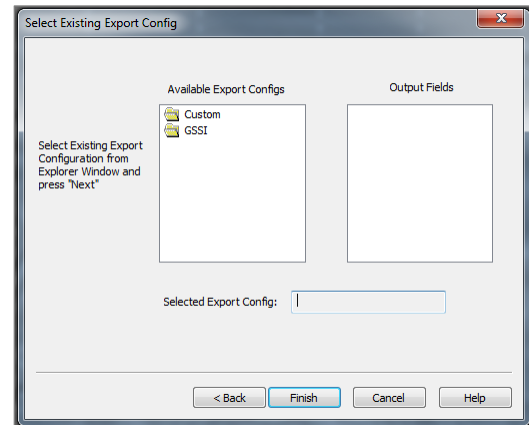 Select Existing Export Config
Available Export Configs
Output Fields
Custom
GSSI
Select Existing Export
Configuration from
Explorer Window and
press "Next"
Selected Export Config:
< Back
Finish
Cancel
Help